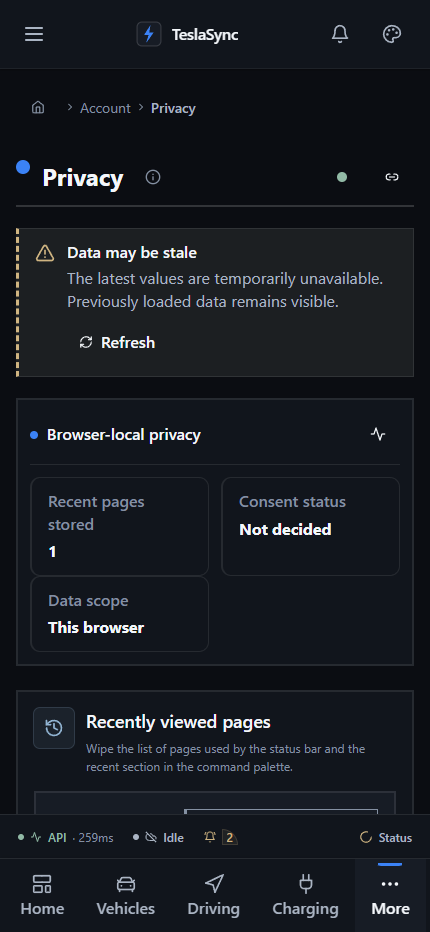 TeslaSync
Account
Privacy
Privacy
Data may be stale
The latest values are temporarily unavailable.
Previously loaded data remains visible.
Refresh
Browser-local privacy
Recent pages
stored
1
Consent status
Not decided
Data scope
This browser
Recently viewed pages
Wipe the list of pages used by the status bar and the
recent section in the command palette.
API · 259ms
Idle
2
Status
Home
Vehicles
Driving
Charging
More